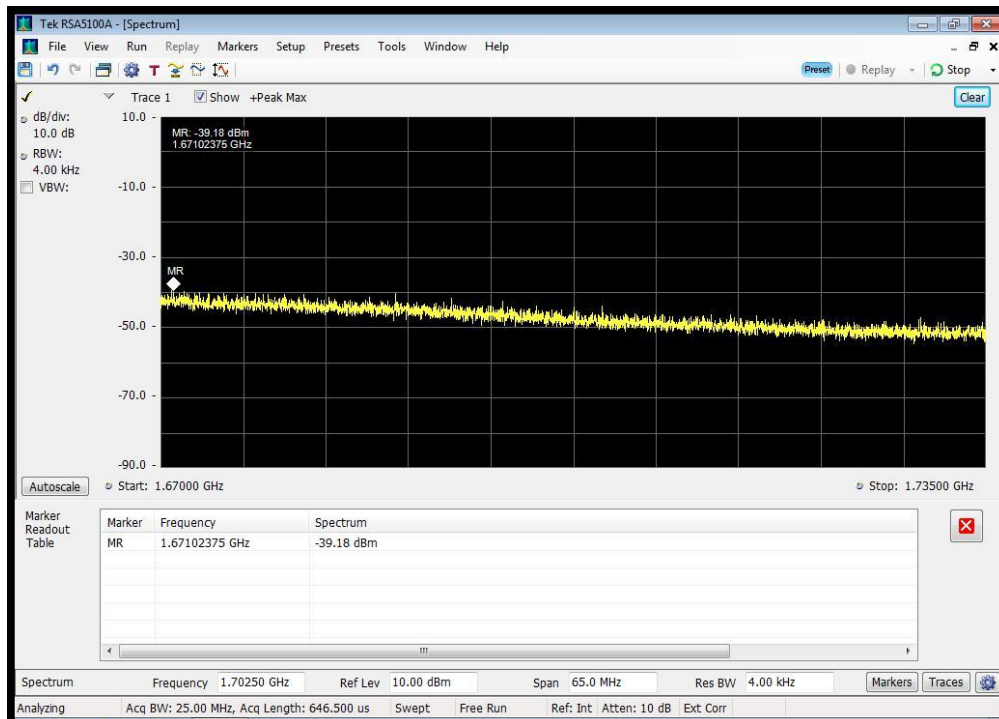 Tek RSA5100A - [Spectrum]
File View Run Replay Markers Setup Presets Tools Window Help
T Preset Replay Stop
Trace 1 Show +Peak Max Clear
dB/div:
10.0 dB
RBW:
4.00 kHz
VBW:
10.0 -
-10.0 -
-30.0 -
-50.0 -
-70.0 -
-90.0 -
MR: -39.18 dBm
1.67102375 GHz
MR
Autoscale Start: 1.67000 GHz Stop: 1.73500 GHz
Marker
Readout
Table
Marker Frequency Spectrum
MR 1.67102375 GHz -39.18 dBm
Spectrum Frequency 1.70250 GHz Ref Lev 10.00 dBm Span 65.0 MHz Res BW 4.00 kHz Markers Traces
Analyzing Acq BW: 25.00 MHz, Acq Length: 646.500 us Swept Free Run Ref: Int Atten: 10 dB Ext Corr